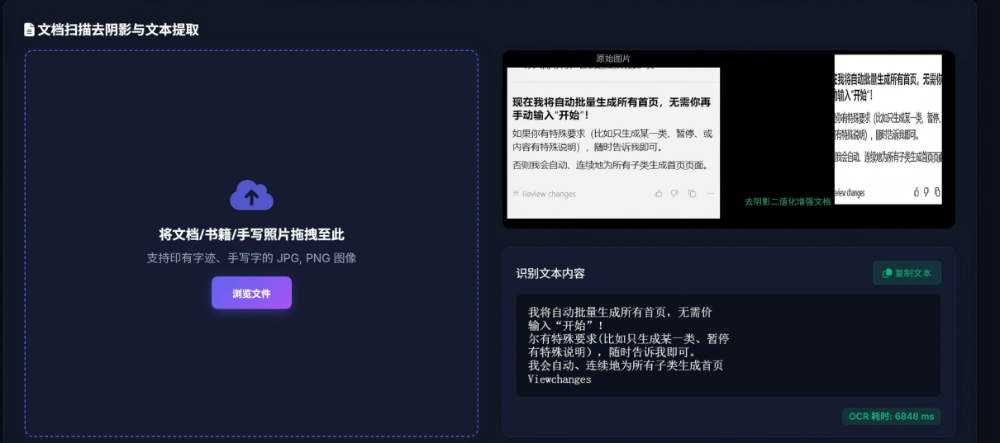 文档扫描去阴影与文本提取
将文档/书籍/手写照片拖拽至此
支持印有字迹、手写字的 JPG, PNG 图像
浏览文件
原始图片
现在我将自动批量生成所有首页，无需你再
手动输入“开始”！
如果你有特殊要求（比如只生成某一类、暂停、或
内容有特殊说明），随时告诉我即可。
否则我会自动、连续地为所有子类生成首页页面。
Review changes
去阴影二值化增强文档
我将自动批量生成所有首页，无需你
动输入“开始”！
你有特殊要求（比如只生成某一类、暂停、
有特殊说明），随时告诉我即可。
我会自动、连续地为所有子类生成首页页面
eview changes
识别文本内容
复制文本
我将自动批量生成所有首页，无需价
输入“开始”！
尔有特殊要求(比如只生成某一类、暂停
有特殊说明），随时告诉我即可。
我会自动、连续地为所有子类生成首页
Viewchanges
OCR 耗时: 6848 ms